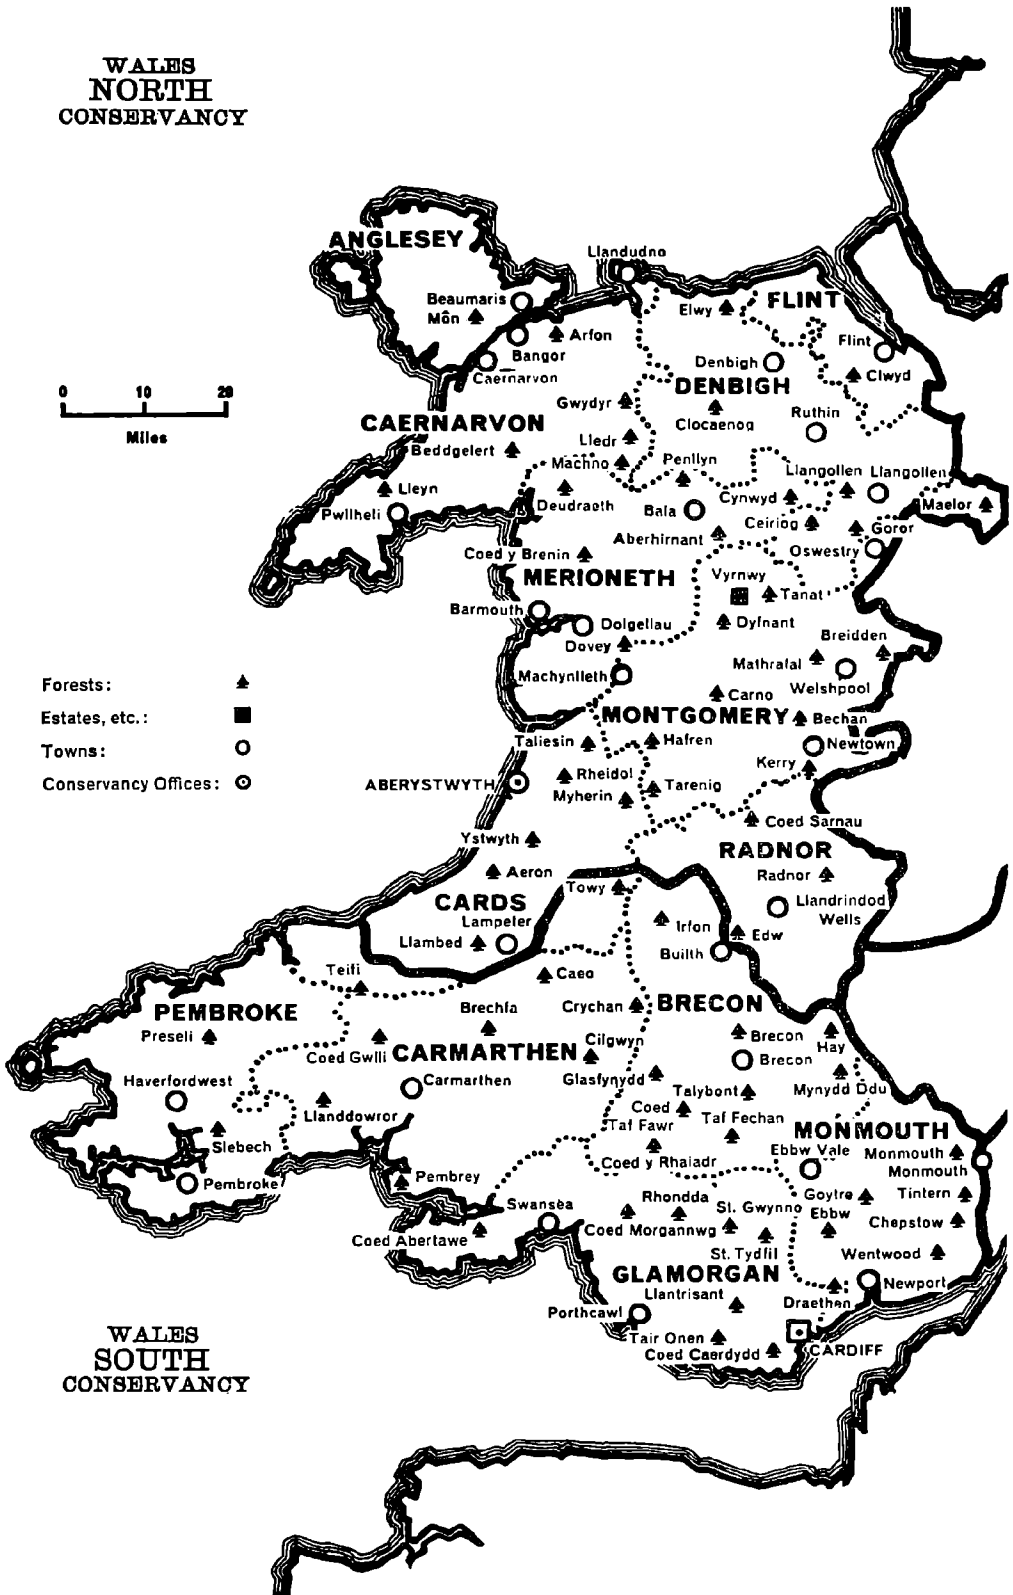 WALES
NORTH
CONSERVANCY
ANGLESEY
Llandudno
Beaumaris
Môn
Elwy
FLINT
Arfon
Bangor
Flint
Caernarvon
Denbigh
Clwyd
DENBIGH
0 10 20
Miles
Gwydyr
Clocaenog
Ruthin
CAERNARVON
Lledr
Beddgelert
Machno
Penllyn
Llangollen
Llangollen
Lleyn
Deudraeth
Cynwyd
Maelor
Pwllheli
Bala
Ceiriog
Goror
Aberhirnant
Oswestry
Coed y Brenin
MERIONETH
Vyrnwy
Tanat
Barmouth
Dolgellau
Dyfnant
Dovey
Breidden
Mathrafal
Machynlleth
Welshpool
Forests:
Estates, etc.:
Towns:
Conservancy Offices:
Carno
MONTGOMERY
Bechan
Taliesin
Hafren
Newtown
Kerry
ABERYSTWYTH
Rheidol
Myherin
Tarenig
Coed Sarnau
Ystwyth
RADNOR
Aeron
Radnor
Towy
CARDS
Llandrindod
Wells
Lampeter
Irfon
Edw
Llambed
Builth
Teifi
Caeo
PEMBROKE
Brechfa
Crychan
BRECON
Preseli
Coed Gwili
CARMARTHEN
Cilgwyn
Brecon
Hay
Brecon
Haverfordwest
Carmarthen
Glasfynydd
Talybont
Mynydd Ddu
Llanddowror
Coed
Taf Fawr
Taf Fechan
MONMOUTH
Slebech
Ebbw Vale
Monmouth
Monmouth
Coed y Rhaiadr
Pembroke
Pembrey
Swansea
Rhondda
Goytre
Tintern
St. Gwynno
Ebbw
Chepstow
Coed Abertawe
Coed Morgannwg
St. Tydfil
Wentwood
GLAMORGAN
Newport
Llantrisant
Draethen
Porthcawl
Tair Onen
Coed Caerdydd
CARDIFF
WALES
SOUTH
CONSERVANCY